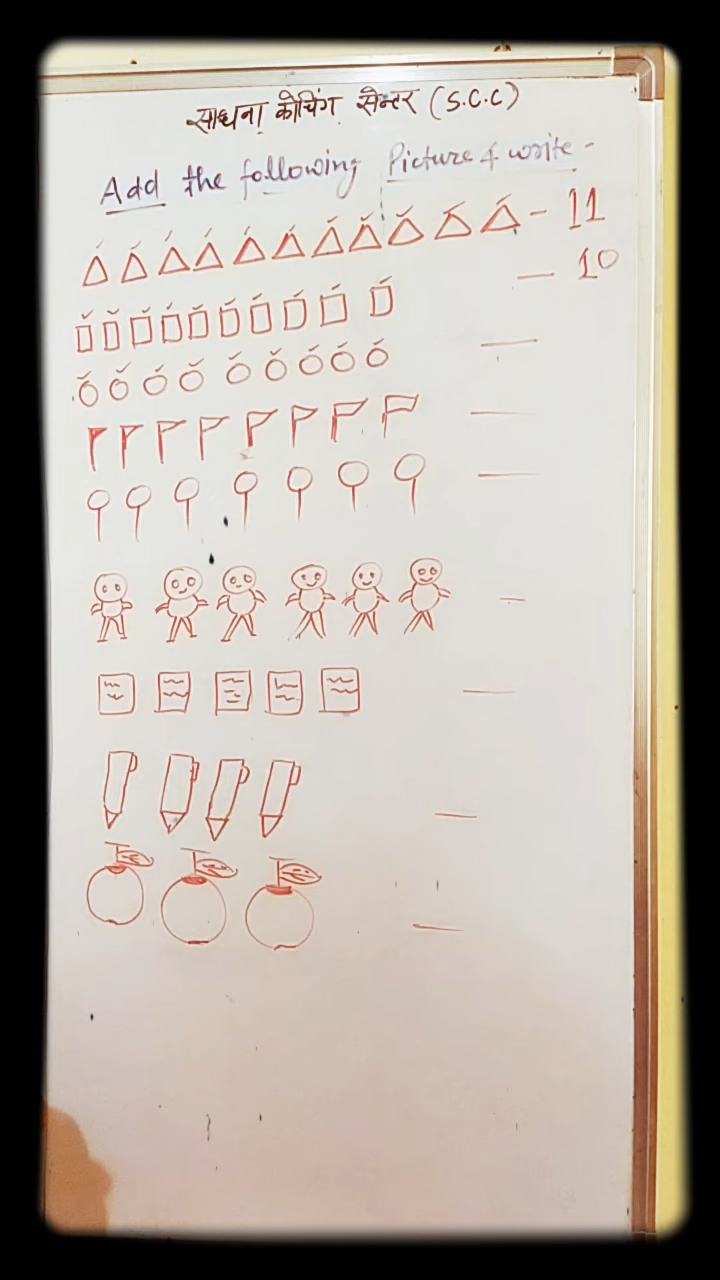 साधना कोचिंग सेन्टर (S.C.C)
Add the following Picture & write -
- 11
- 10